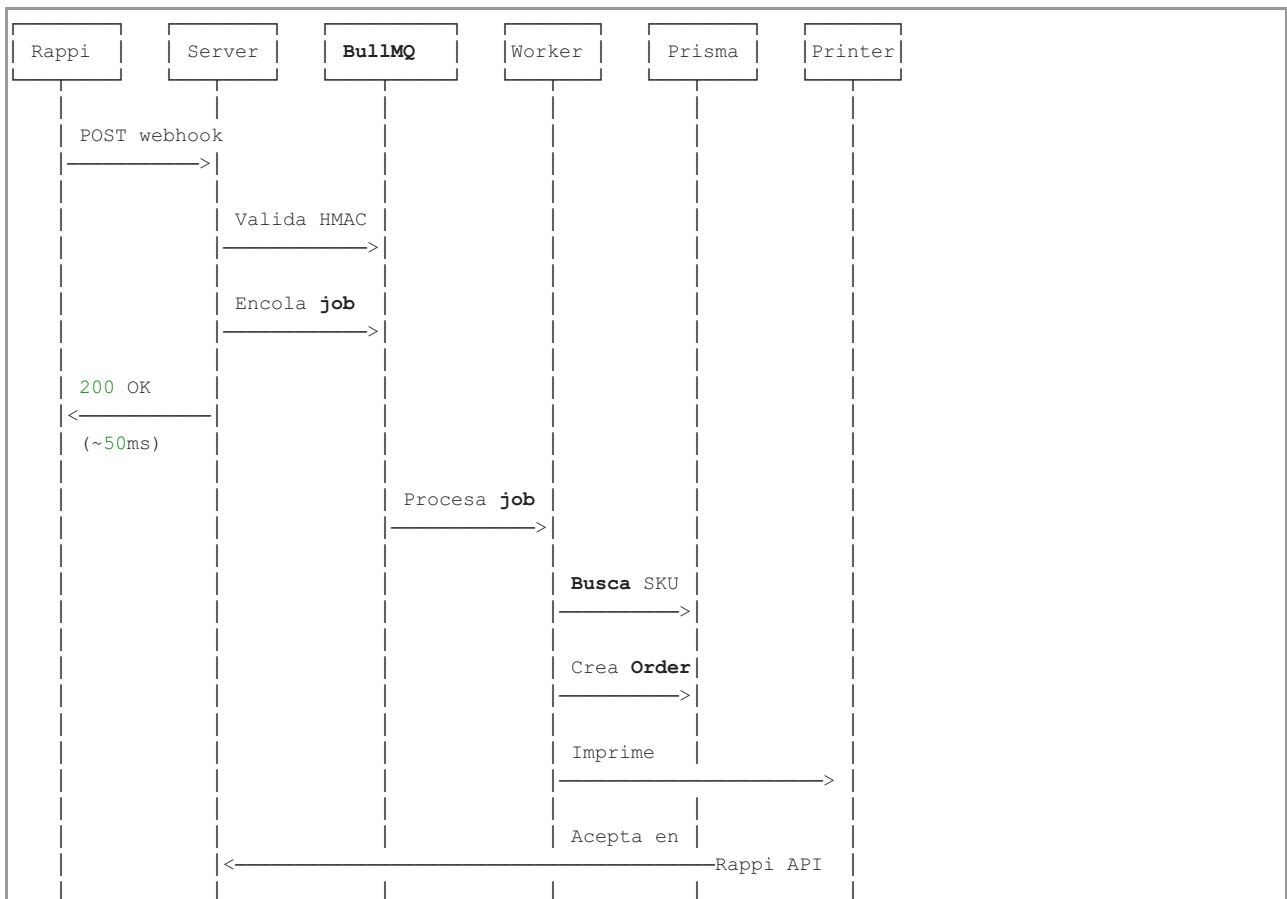 Rappi Server BullMQ Worker Prisma Printer
POST webhook
Valida HMAC
Encola job
200 OK
(~50ms)
Procesa job
Busca SKU
Crea Order
Imprime
Acepta en
Rappi API